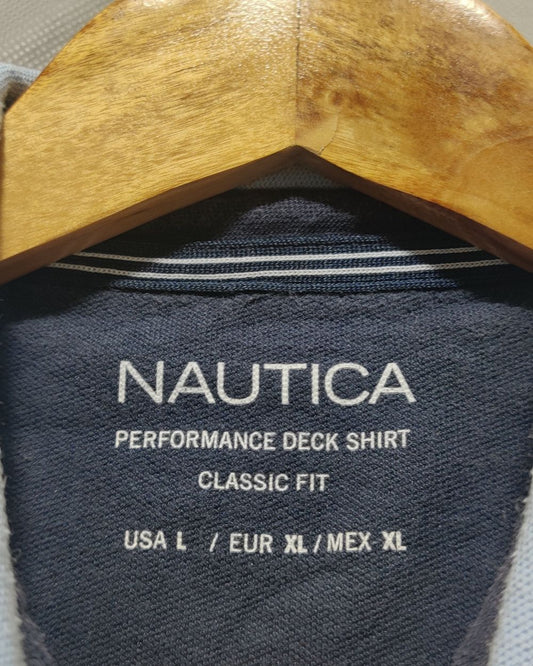 NAUTICA
PERFORMANCE DECK SHIRT
CLASSIC FIT
USA L / EUR XL / MEX XL